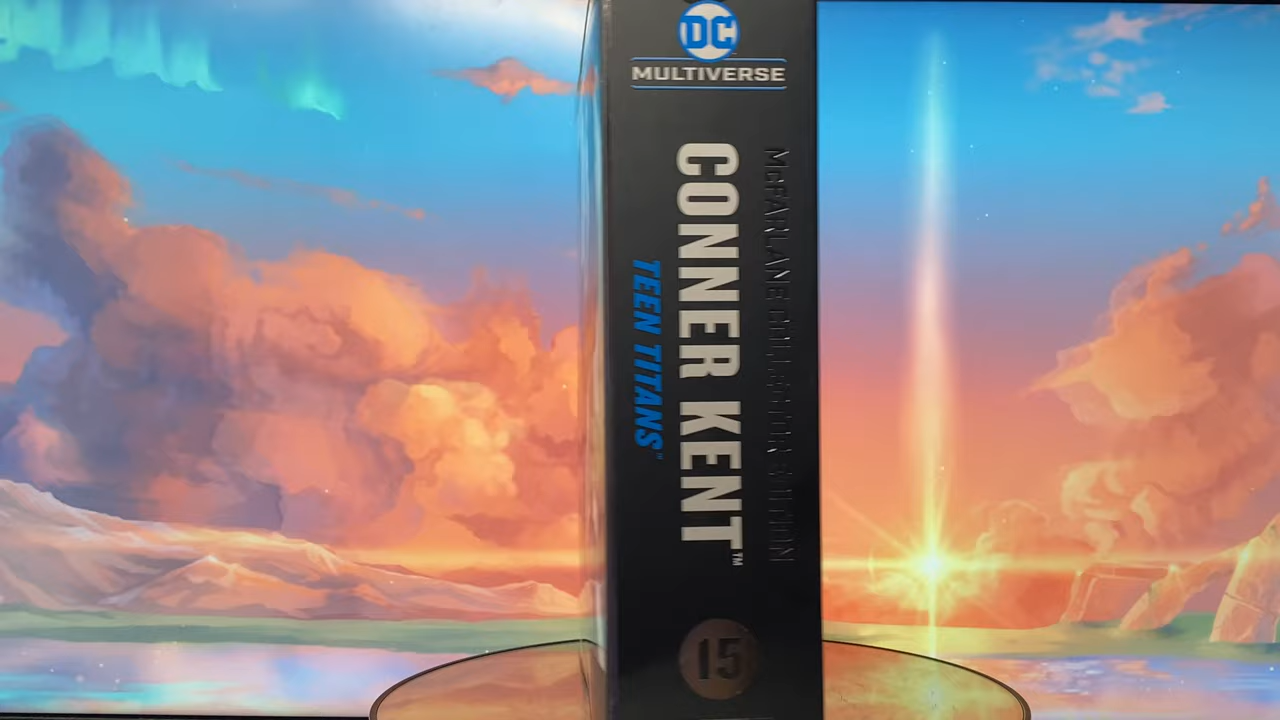 DC
MULTIVERSE
McFARLANE COLLECTOR EDITION
CONNER KENT™
TEEN TITANS™
15